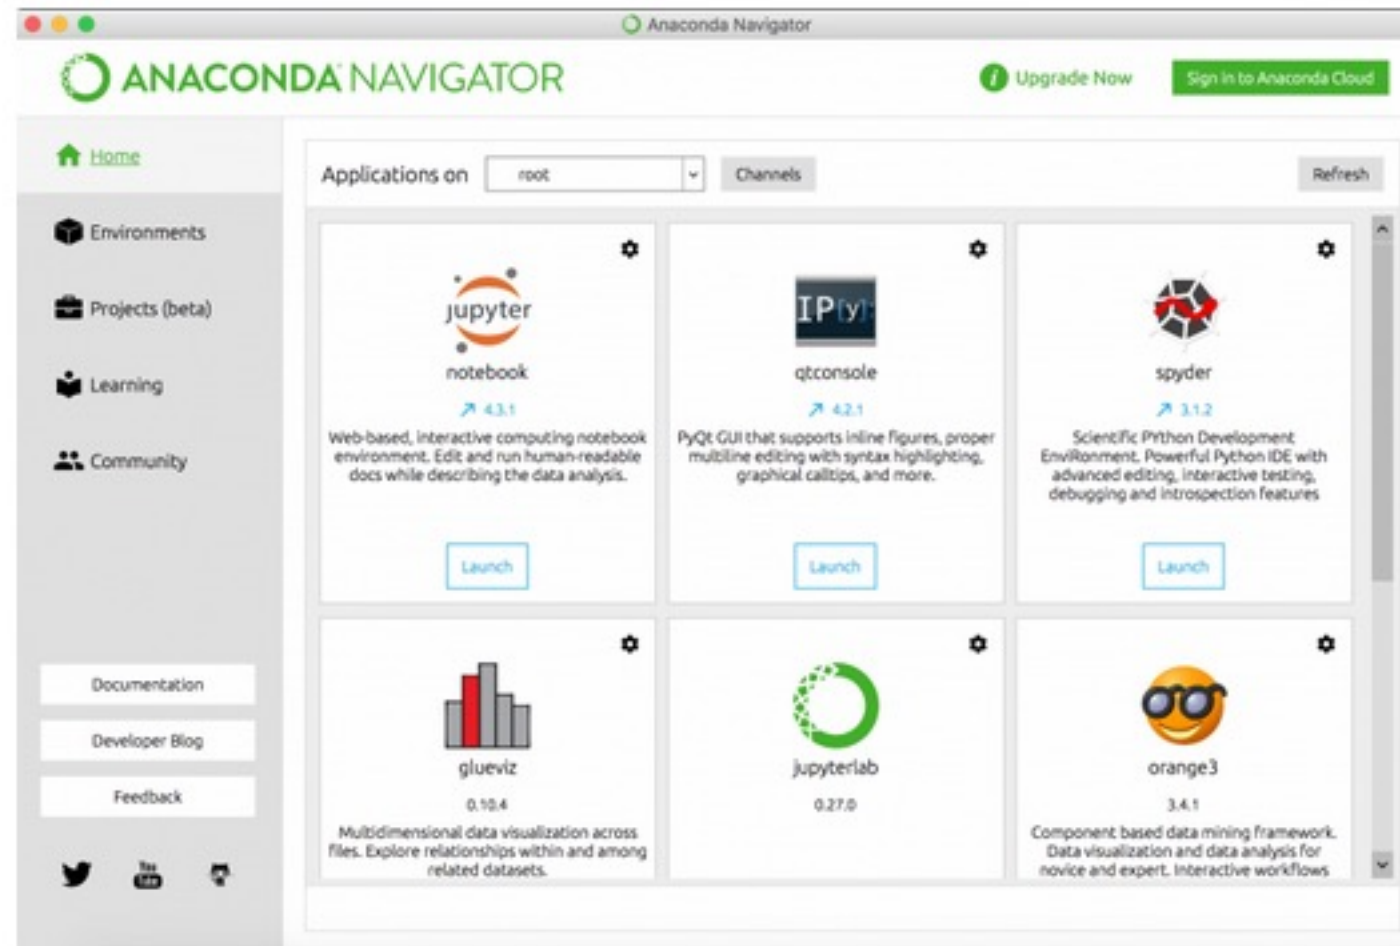 Anaconda Navigator
ANACONDA NAVIGATOR
Upgrade Now
Sign in to Anaconda Cloud
Home
Environments
Projects (beta)
Learning
Community
Documentation
Developer Blog
Feedback
You
Tube
Applications on
root
Channels
Refresh
jupyter
notebook
4.3.1
Web-based, interactive computing notebook
environment. Edit and run human-readable
docs while describing the data analysis.
Launch
IP[y]:
qtconsole
4.2.1
PyQt GUI that supports inline figures, proper
multiline editing with syntax highlighting,
graphical calltips, and more.
Launch
spyder
3.1.2
Scientific PYthon Development
EnviRonment. Powerful Python IDE with
advanced editing, interactive testing,
debugging and introspection features
Launch
glueviz
0.10.4
Multidimensional data visualization across
files. Explore relationships within and among
related datasets.
jupyterlab
0.27.0
orange3
3.4.1
Component based data mining framework.
Data visualization and data analysis for
novice and expert. Interactive workflows